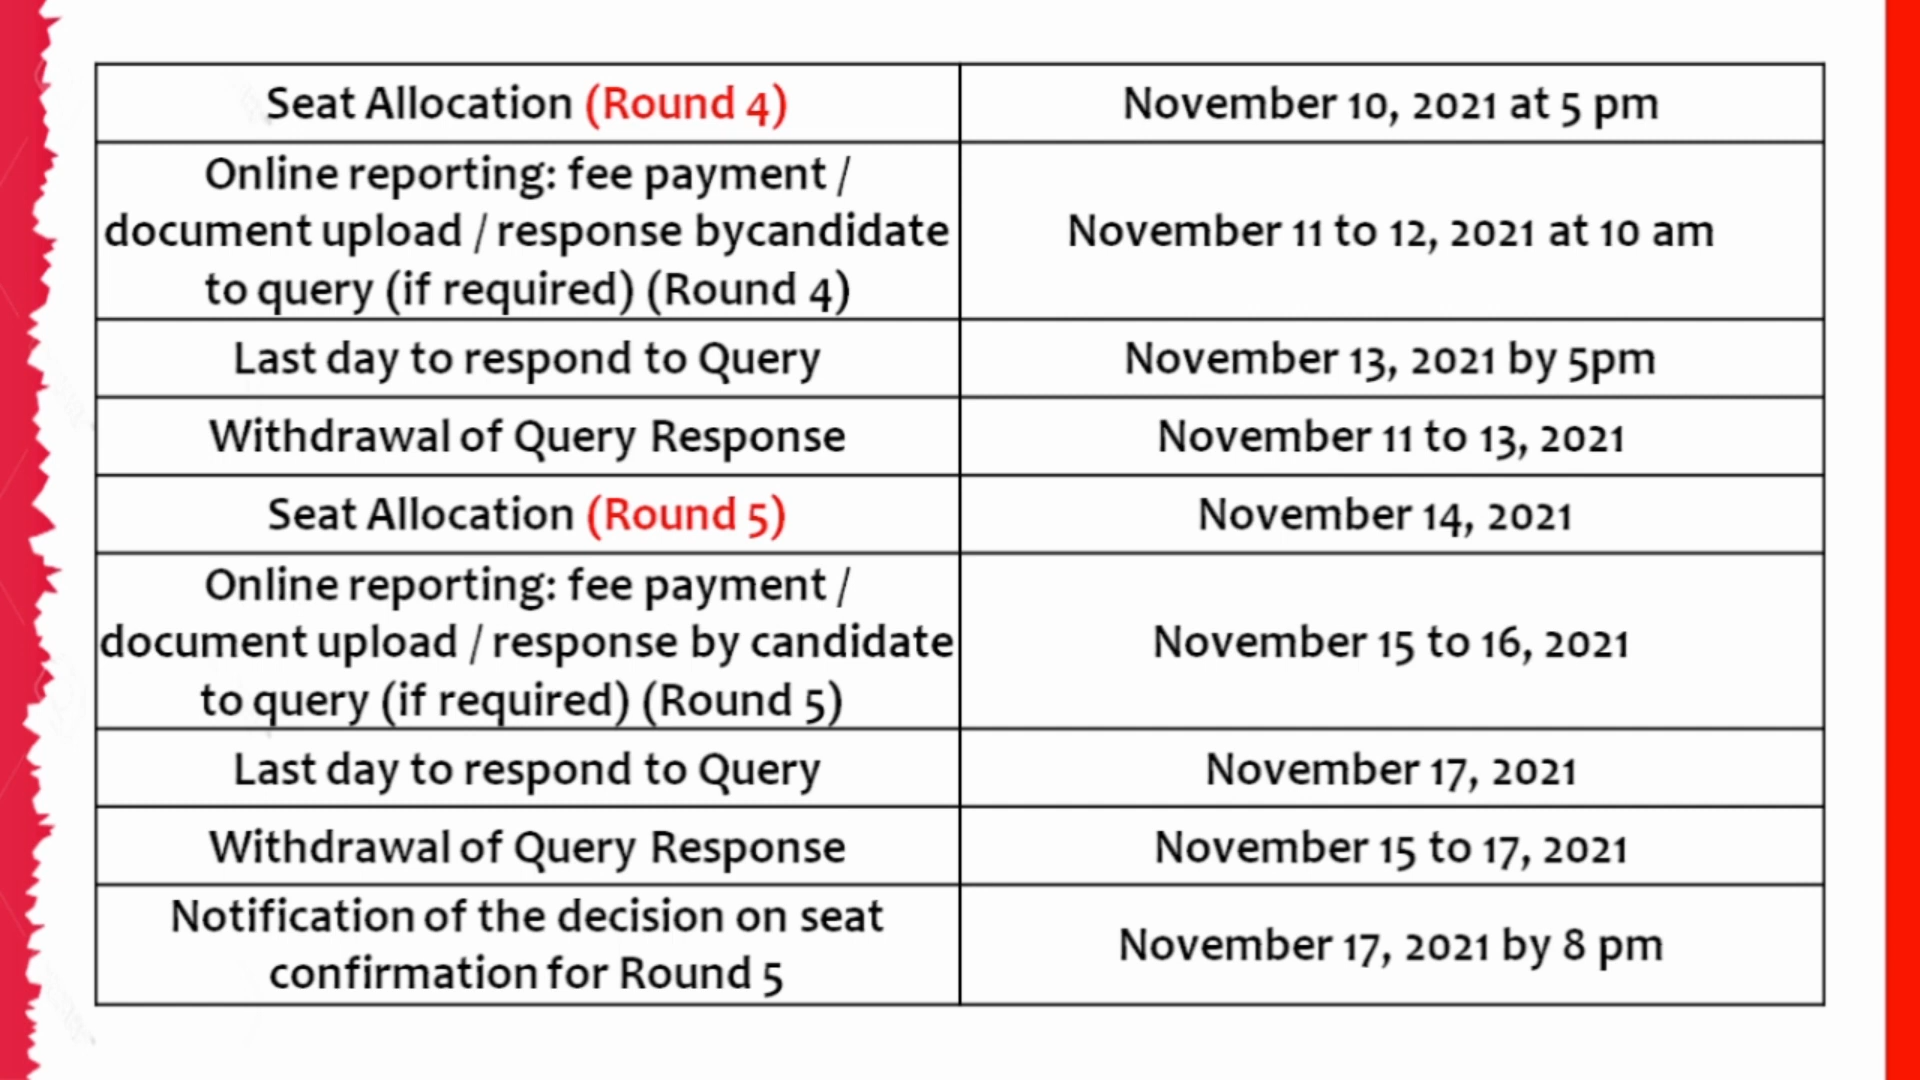 Seat Allocation (Round 4)
November 10, 2021 at 5 pm
Online reporting: fee payment /
document upload / response bycandidate
to query (if required) (Round 4)
November 11 to 12, 2021 at 10 am
Last day to respond to Query
November 13, 2021 by 5pm
Withdrawal of Query Response
November 11 to 13, 2021
Seat Allocation (Round 5)
November 14, 2021
Online reporting: fee payment /
document upload / response by candidate
to query (if required) (Round 5)
November 15 to 16, 2021
Last day to respond to Query
November 17, 2021
Withdrawal of Query Response
November 15 to 17, 2021
Notification of the decision on seat
confirmation for Round 5
November 17, 2021 by 8 pm